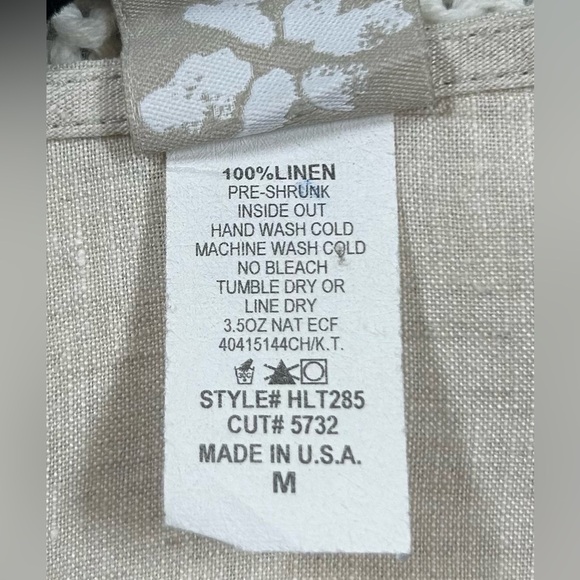 100%LINEN
PRE-SHRUNK
INSIDE OUT
HAND WASH COLD
MACHINE WASH COLD
NO BLEACH
TUMBLE DRY OR
LINE DRY
3.5OZ NAT ECF
40415144CH/K.T.
STYLE# HLT285
CUT# 5732
MADE IN U.S.A.
M